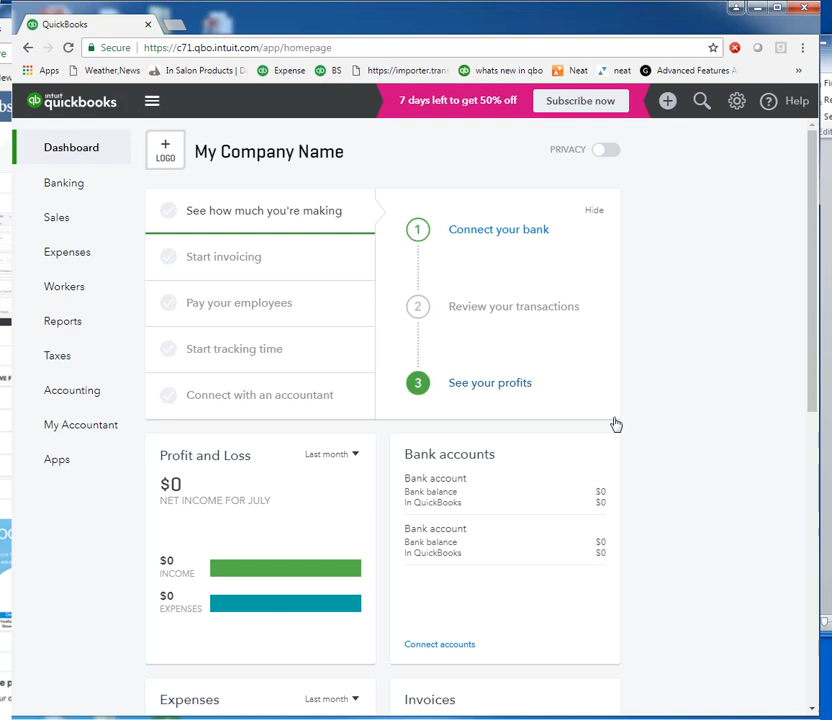 QuickBooks
Secure
https://c71.qbo.intuit.com/app/homepage
Apps
Weather,News
In Salon Products | D
Expense
BS
https://importer.tran
whats new in qbo
Neat
neat
Advanced Features A
»
intuit
quickbooks
7 days left to get 50% off
Subscribe now
Help
Dashboard
Banking
Sales
Expenses
Workers
Reports
Taxes
Accounting
My Accountant
Apps
+
LOGO
My Company Name
PRIVACY
See how much you're making
Start invoicing
Pay your employees
Start tracking time
Connect with an accountant
Hide
1 Connect your bank
2 Review your transactions
3 See your profits
Profit and Loss
Last month
$0
NET INCOME FOR JULY
$0
INCOME
$0
EXPENSES
Bank accounts
Bank account
Bank balance $0
In QuickBooks $0
Bank account
Bank balance $0
In QuickBooks $0
Connect accounts
Expenses
Last month
Invoices